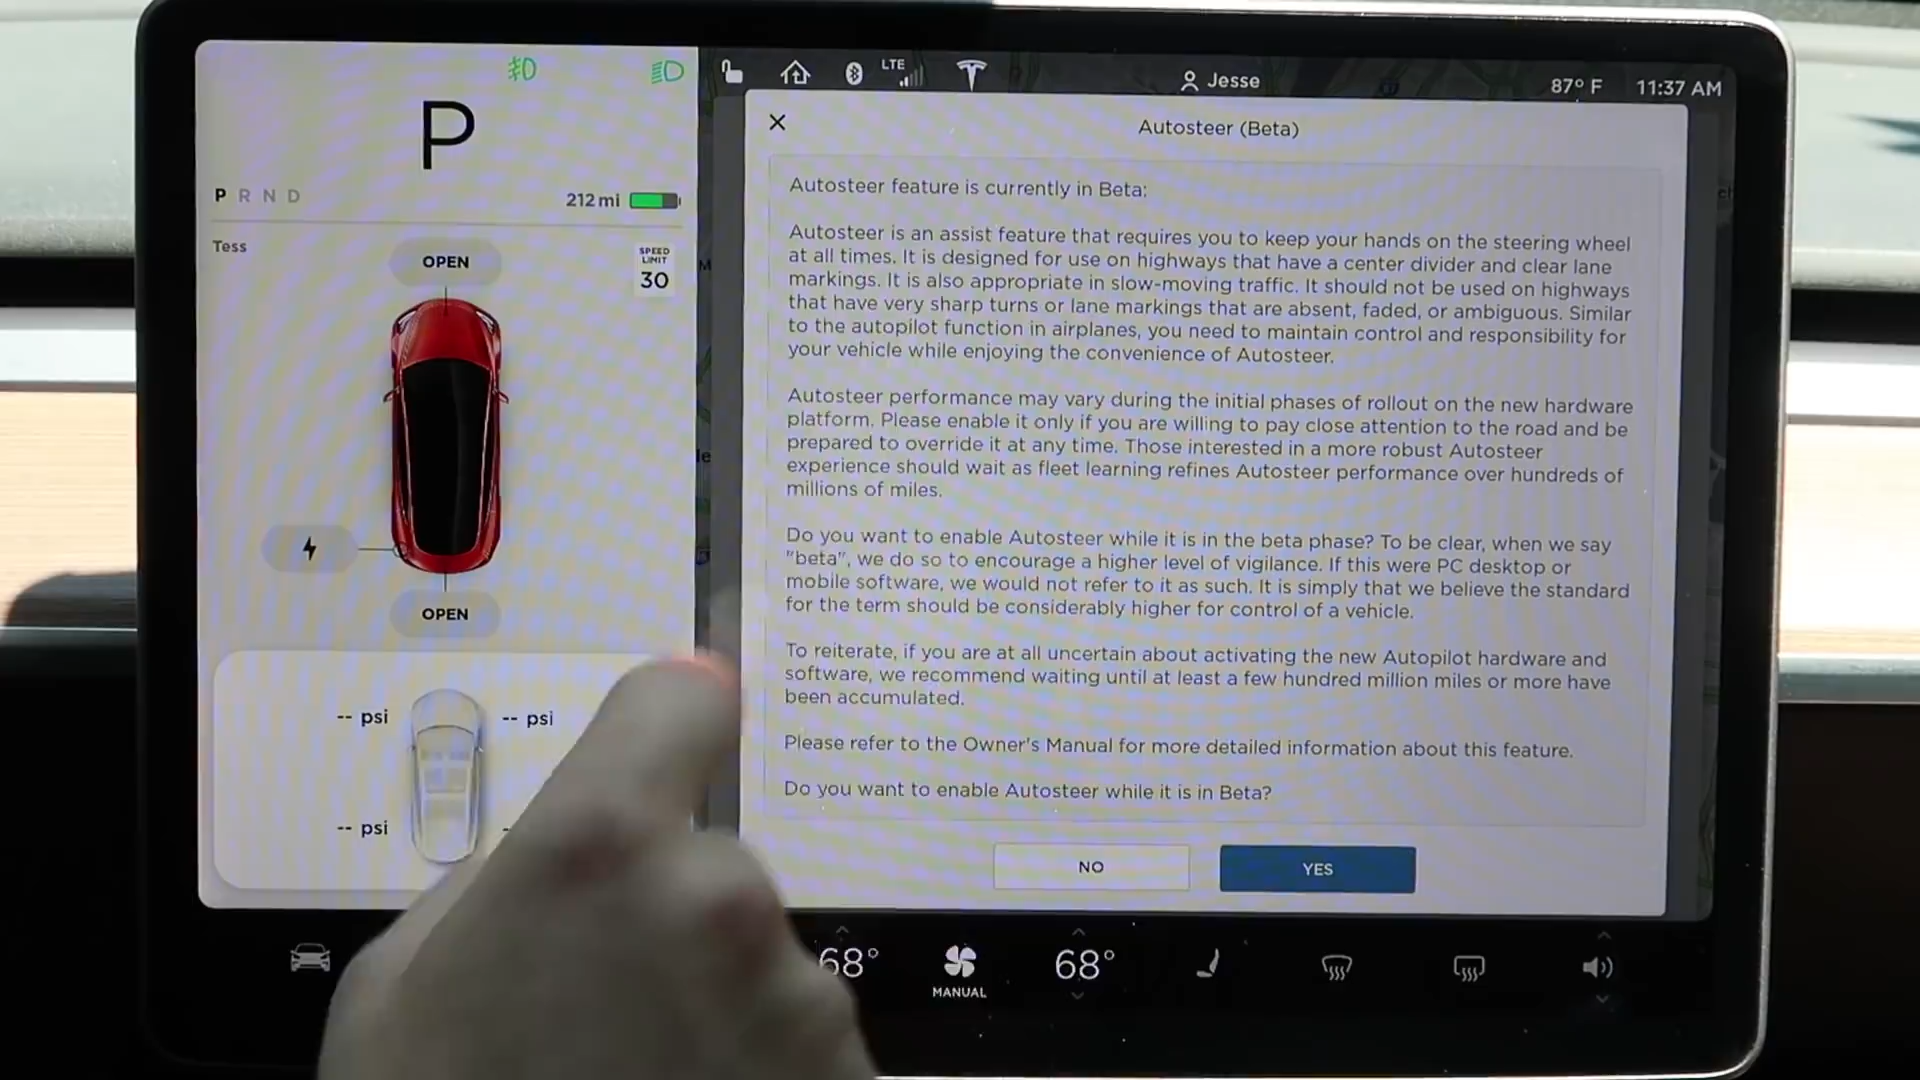 P
P R N D
212 mi
Tess
OPEN
SPEED
LIMIT
30
OPEN
-- psi
-- psi
-- psi
LTE
Jesse
87° F
11:37 AM
Autosteer (Beta)
Autosteer feature is currently in Beta:
Autosteer is an assist feature that requires you to keep your hands on the steering wheel
at all times. It is designed for use on highways that have a center divider and clear lane
markings. It is also appropriate in slow-moving traffic. It should not be used on highways
that have very sharp turns or lane markings that are absent, faded, or ambiguous. Similar
to the autopilot function in airplanes, you need to maintain control and responsibility for
your vehicle while enjoying the convenience of Autosteer.
Autosteer performance may vary during the initial phases of rollout on the new hardware
platform. Please enable it only if you are willing to pay close attention to the road and be
prepared to override it at any time. Those interested in a more robust Autosteer
experience should wait as fleet learning refines Autosteer performance over hundreds of
millions of miles.
Do you want to enable Autosteer while it is in the beta phase? To be clear, when we say
"beta", we do so to encourage a higher level of vigilance. If this were PC desktop or
mobile software, we would not refer to it as such. It is simply that we believe the standard
for the term should be considerably higher for control of a vehicle.
To reiterate, if you are at all uncertain about activating the new Autopilot hardware and
software, we recommend waiting until at least a few hundred million miles or more have
been accumulated.
Please refer to the Owner's Manual for more detailed information about this feature.
Do you want to enable Autosteer while it is in Beta?
NO
YES
68°
MANUAL
68°